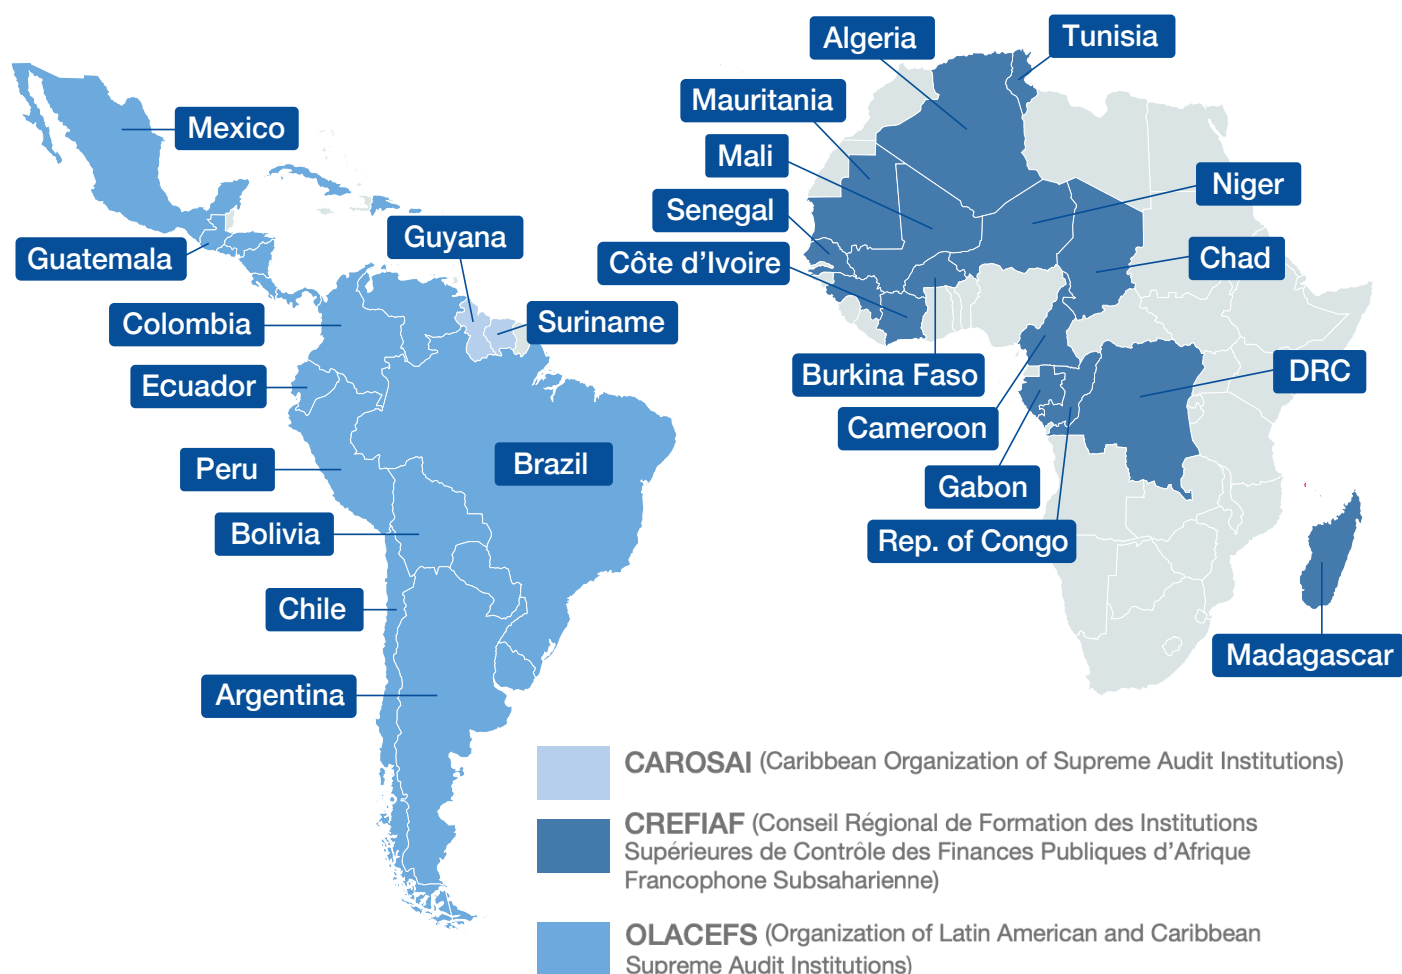 Algeria
Tunisia
Mauritania
Mexico
Mali
Niger
Senegal
Guyana
Guatemala
Côte d’Ivoire
Chad
Colombia
Suriname
Burkina Faso
DRC
Ecuador
Cameroon
Peru
Brazil
Gabon
Bolivia
Rep. of Congo
Chile
Madagascar
Argentina
CAROSAI (Caribbean Organization of Supreme Audit Institutions)
CREFIAF (Conseil Régional de Formation des Institutions
Supérieures de Contrôle des Finances Publiques d’Afrique
Francophone Subsaharienne)
OLACEFS (Organization of Latin American and Caribbean
Supreme Audit Institutions)